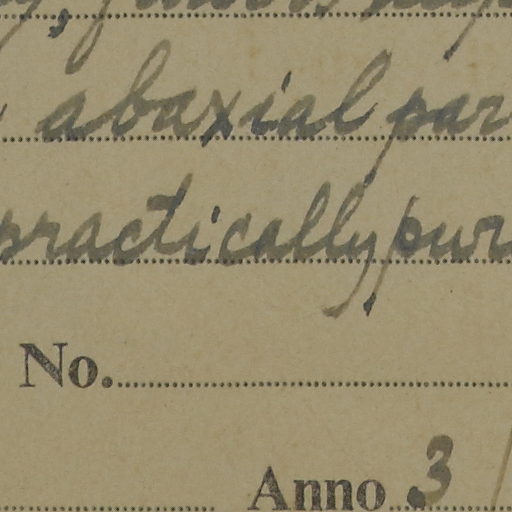 abaxial par
practically pur
No.
Anno 3